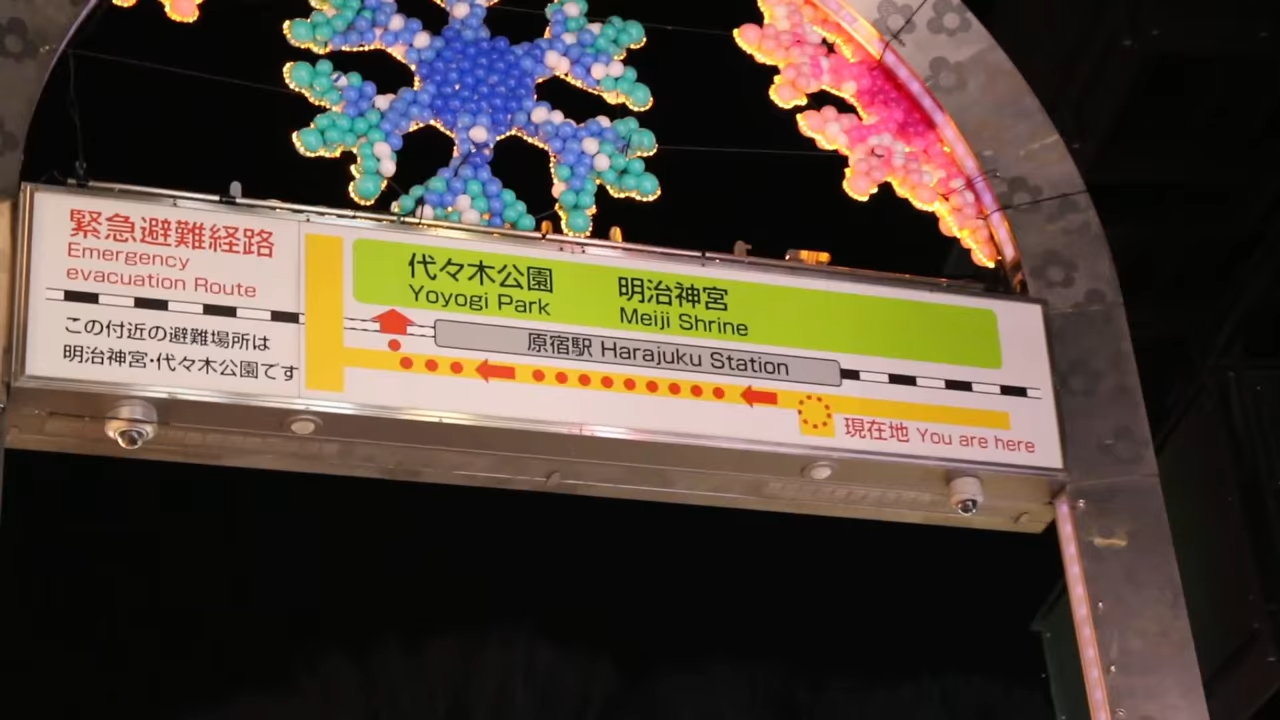 緊急避難経路
Emergency
evacuation Route
この付近の避難場所は
明治神宮・代々木公園です
代々木公園
Yoyogi Park
明治神宮
Meiji Shrine
原宿駅 Harajuku Station
現在地 You are here